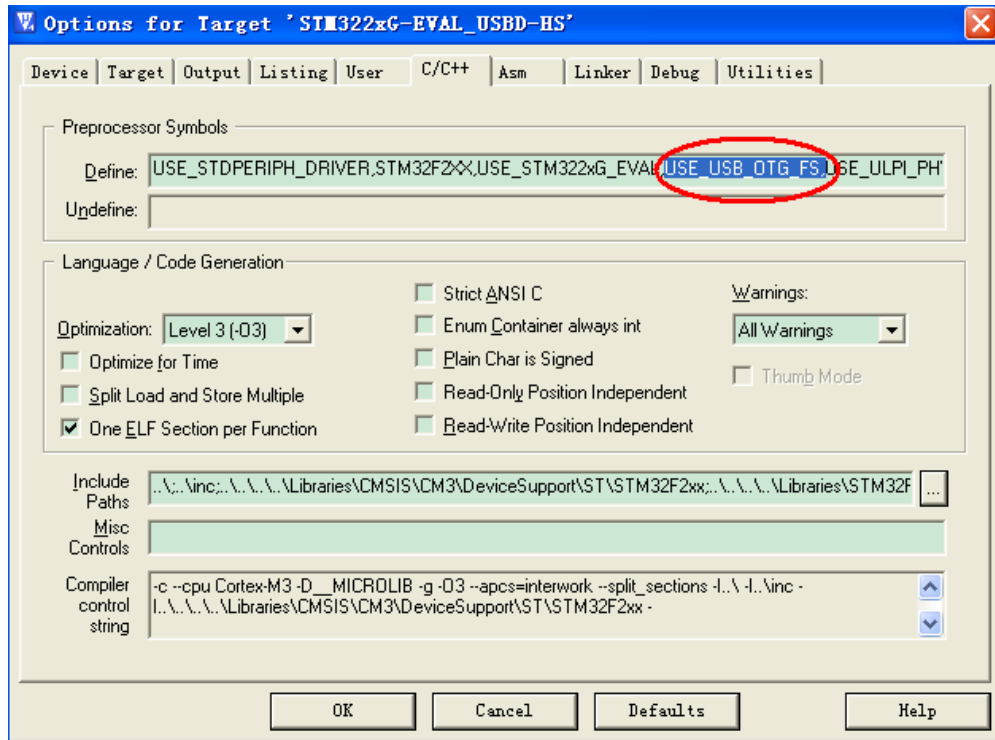 Options for Target 'STM322xG-EVAL_USBD-HS'
Device Target Output Listing User C/C++ Asm Linker Debug Utilities
Preprocessor Symbols
Define: USE_STDPERIPH_DRIVER,STM32F2XX,USE_STM322xG_EVAL,USE_USB_OTG_FS,USE_ULPI_PH
Undefine:
Language / Code Generation
Strict ANSI C
Warnings:
Optimization: Level 3 (-O3)
Enum Container always int
All Warnings
Optimize for Time
Plain Char is Signed
Thumb Mode
Split Load and Store Multiple
Read-Only Position Independent
One ELF Section per Function
Read-Write Position Independent
Include Paths
..\;..\inc;..\..\..\..\Libraries\CMSIS\CM3\DeviceSupport\ST\STM32F2xx;..\..\..\..\Libraries\STM32F ...
Misc Controls
Compiler control string
-c --cpu Cortex-M3 -D__MICROLIB -g -O3 --apcs=interwork --split_sections -I..\ -I..\inc -
I..\..\..\..\Libraries\CMSIS\CM3\DeviceSupport\ST\STM32F2xx -
OK Cancel Defaults Help